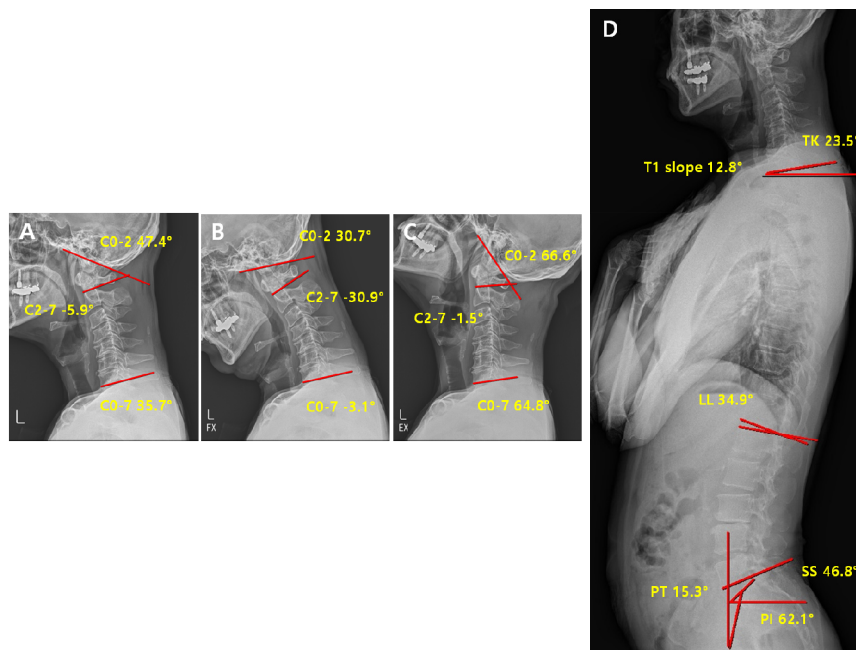 A
C0-2 47.4°
C2-7 -5.9°
C0-7 35.7°
L
B
C0-2 30.7°
C2-7 -30.9°
C0-7 -3.1°
L
FX
C
C0-2 66.6°
C2-7 -1.5°
C0-7 64.8°
L
EX
D
TK 23.5°
T1 slope 12.8°
LL 34.9°
SS 46.8°
PT 15.3°
PI 62.1°